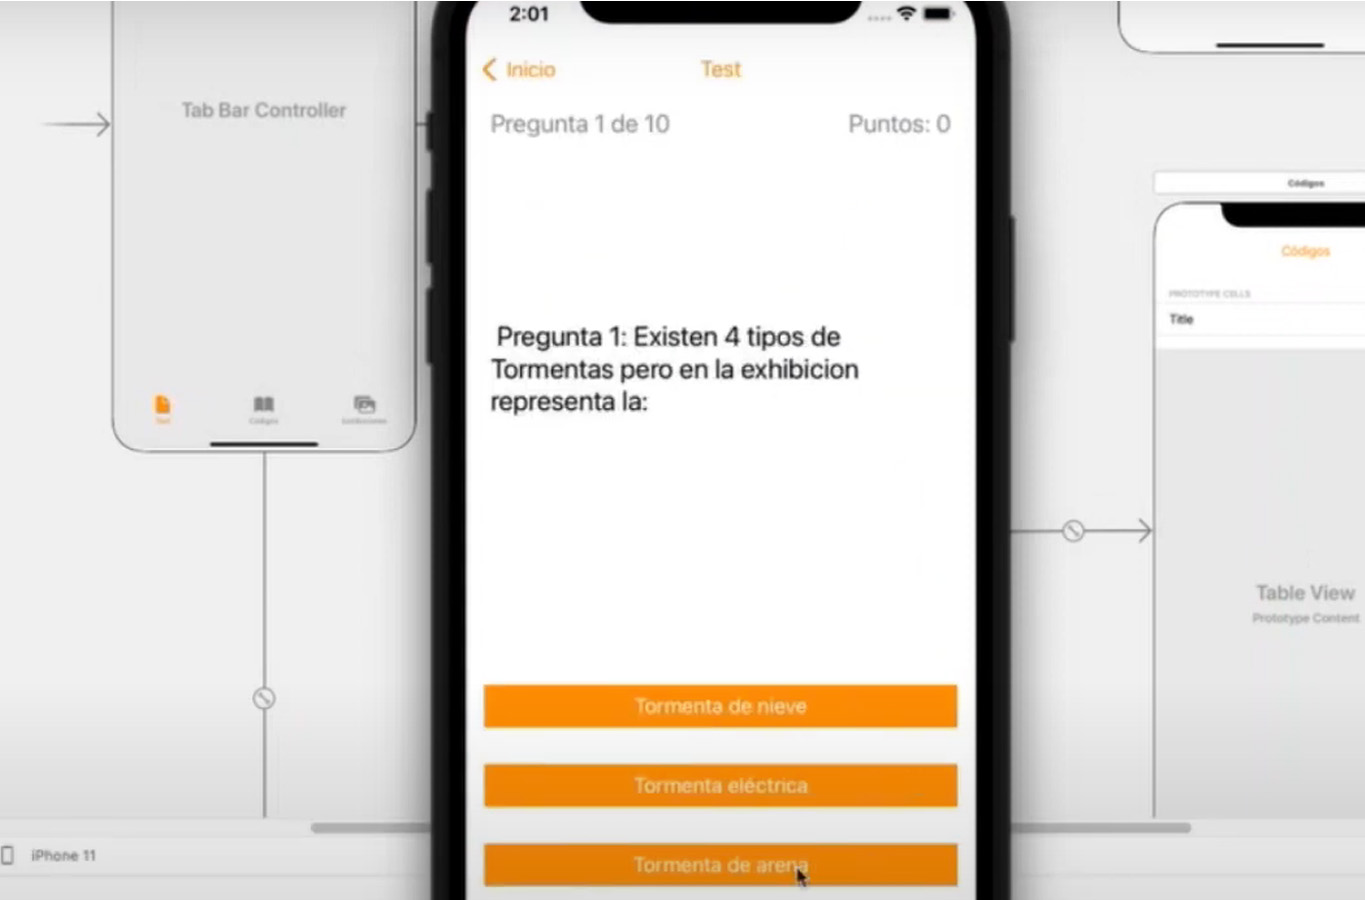 2:01
Inicio
Test
Pregunta 1 de 10
Puntos: 0
Pregunta 1: Existen 4 tipos de
Tormentas pero en la exhibicion
representa la:
Tormenta de nieve
Tormenta eléctrica
Tormenta de arena
Tab Bar Controller
Test
Códigos
iPhone 11
Códigos
Códigos
PROTOTYPE CELLS
Title
Table View
Prototype Content